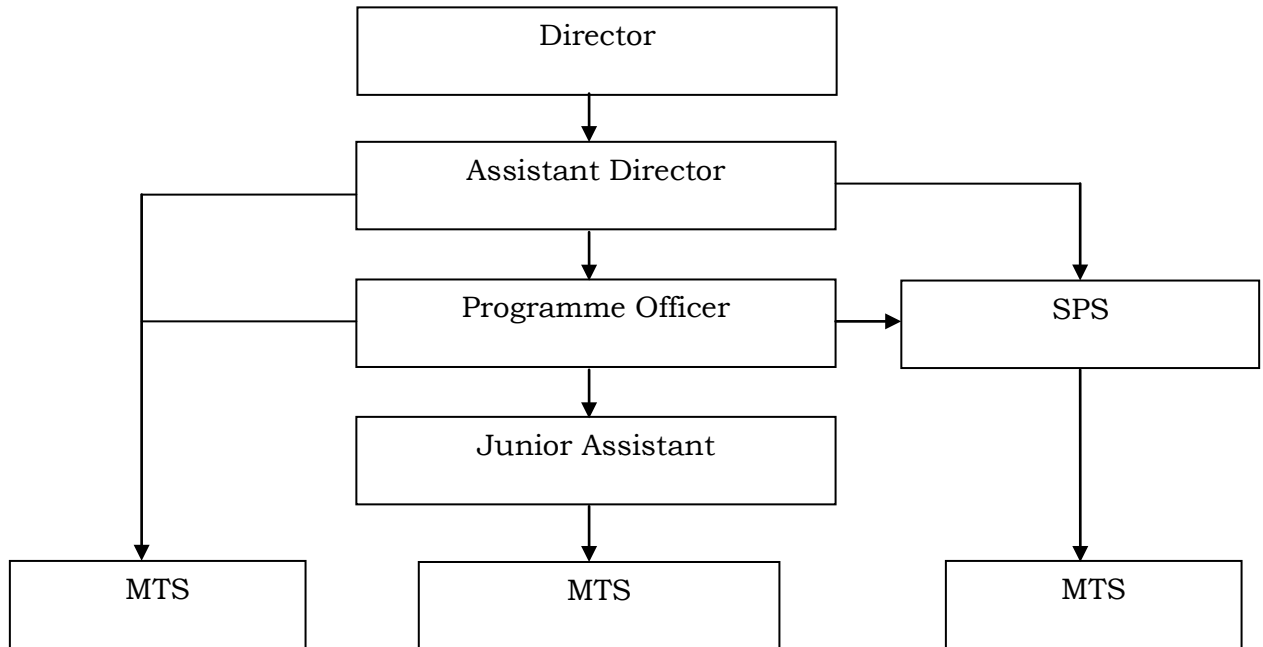 Director
Assistant Director
Programme Officer
SPS
Junior Assistant
MTS
MTS
MTS